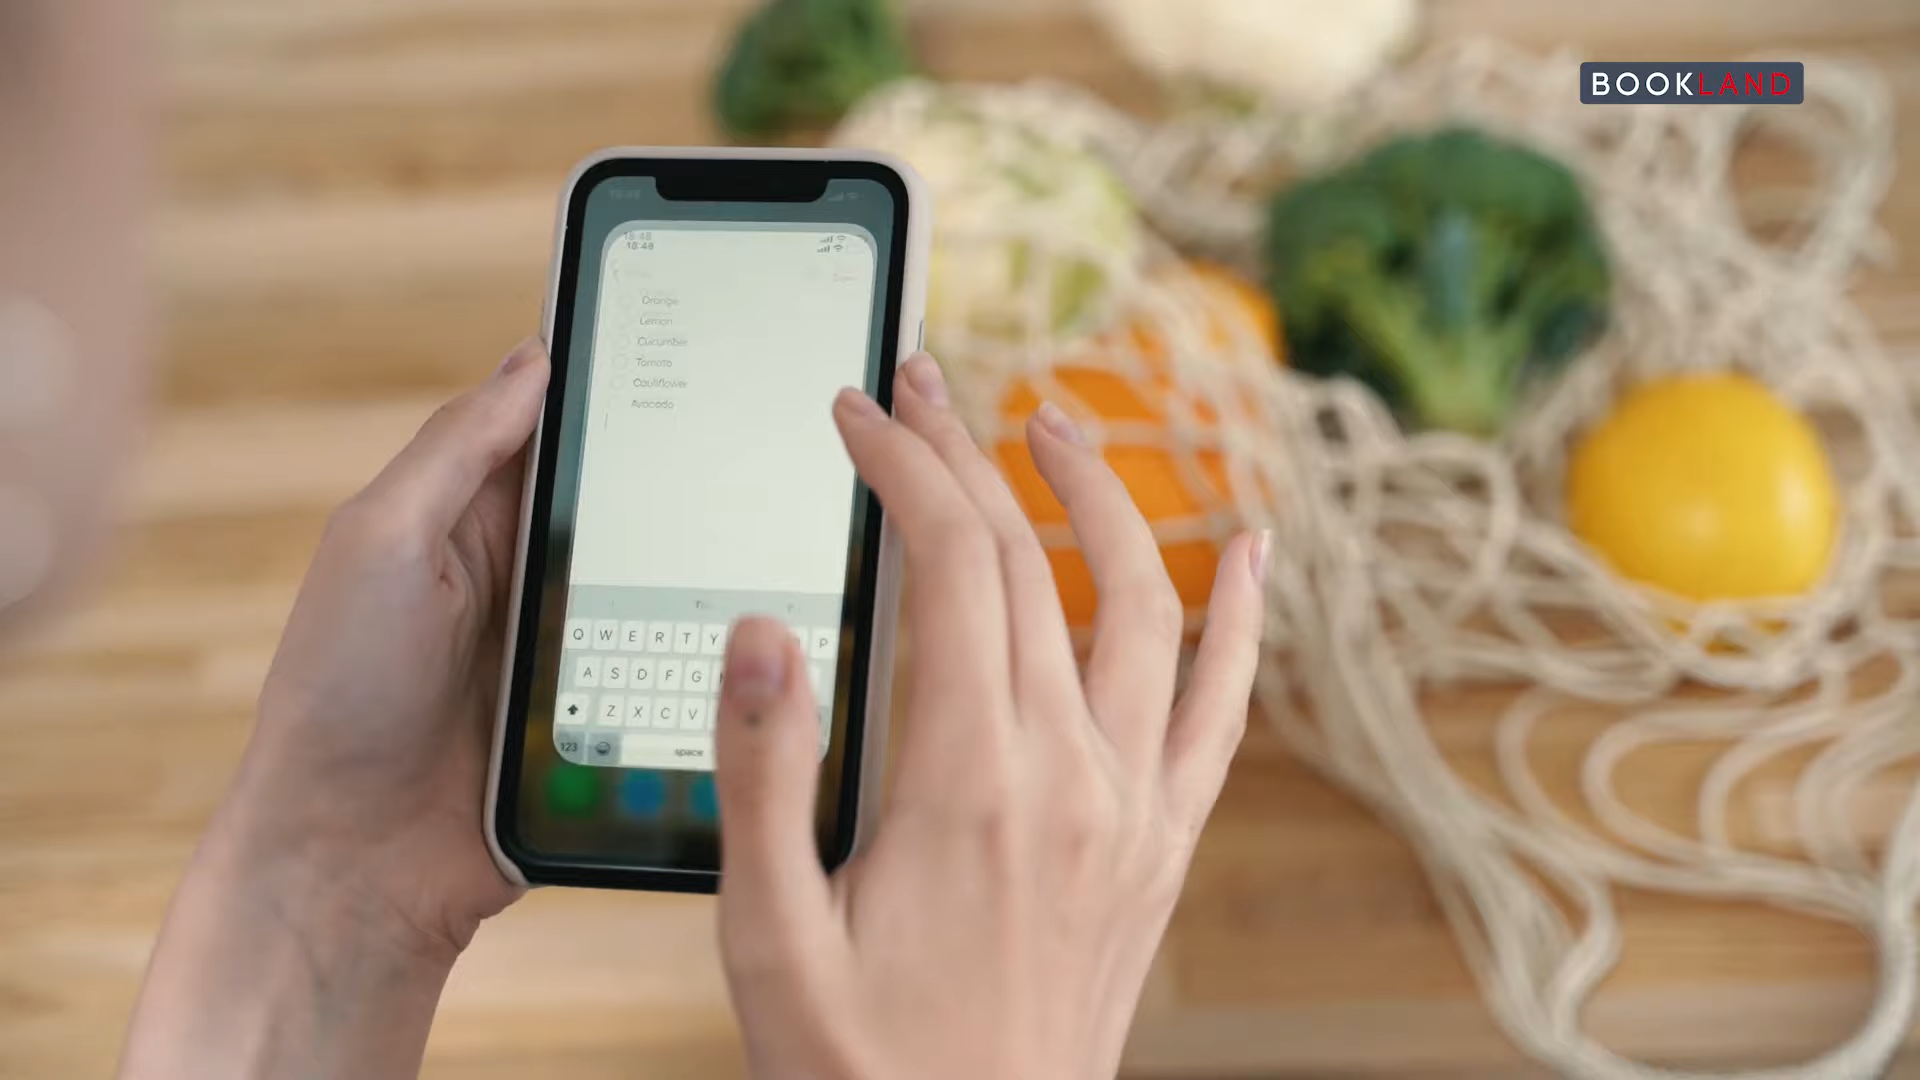 BOOKLAND
18:48
Orange
Lemon
Cucumber
Tomato
Cauliflower
Avocado
Q W E R T Y P
A S D F G
Z X C V
123 space